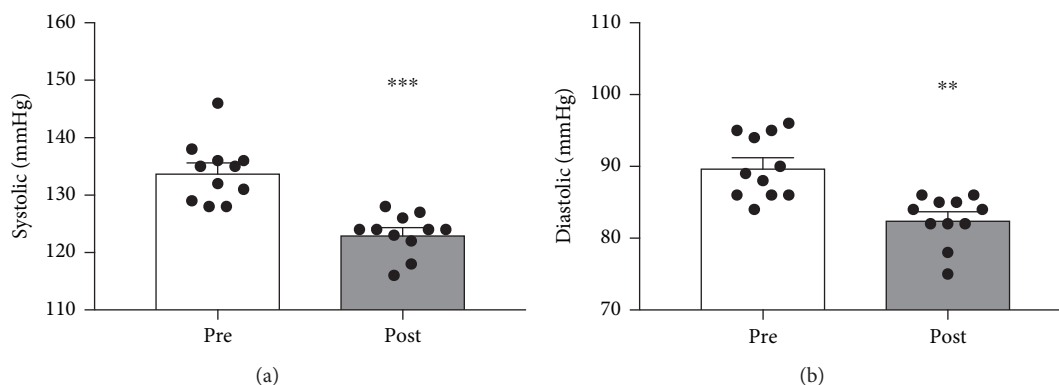 Systolic (mmHg)
160
150
140
130
120
110
***
Pre
Post
(a)
Diastolic (mmHg)
110
100
90
80
70
**
Pre
Post
(b)